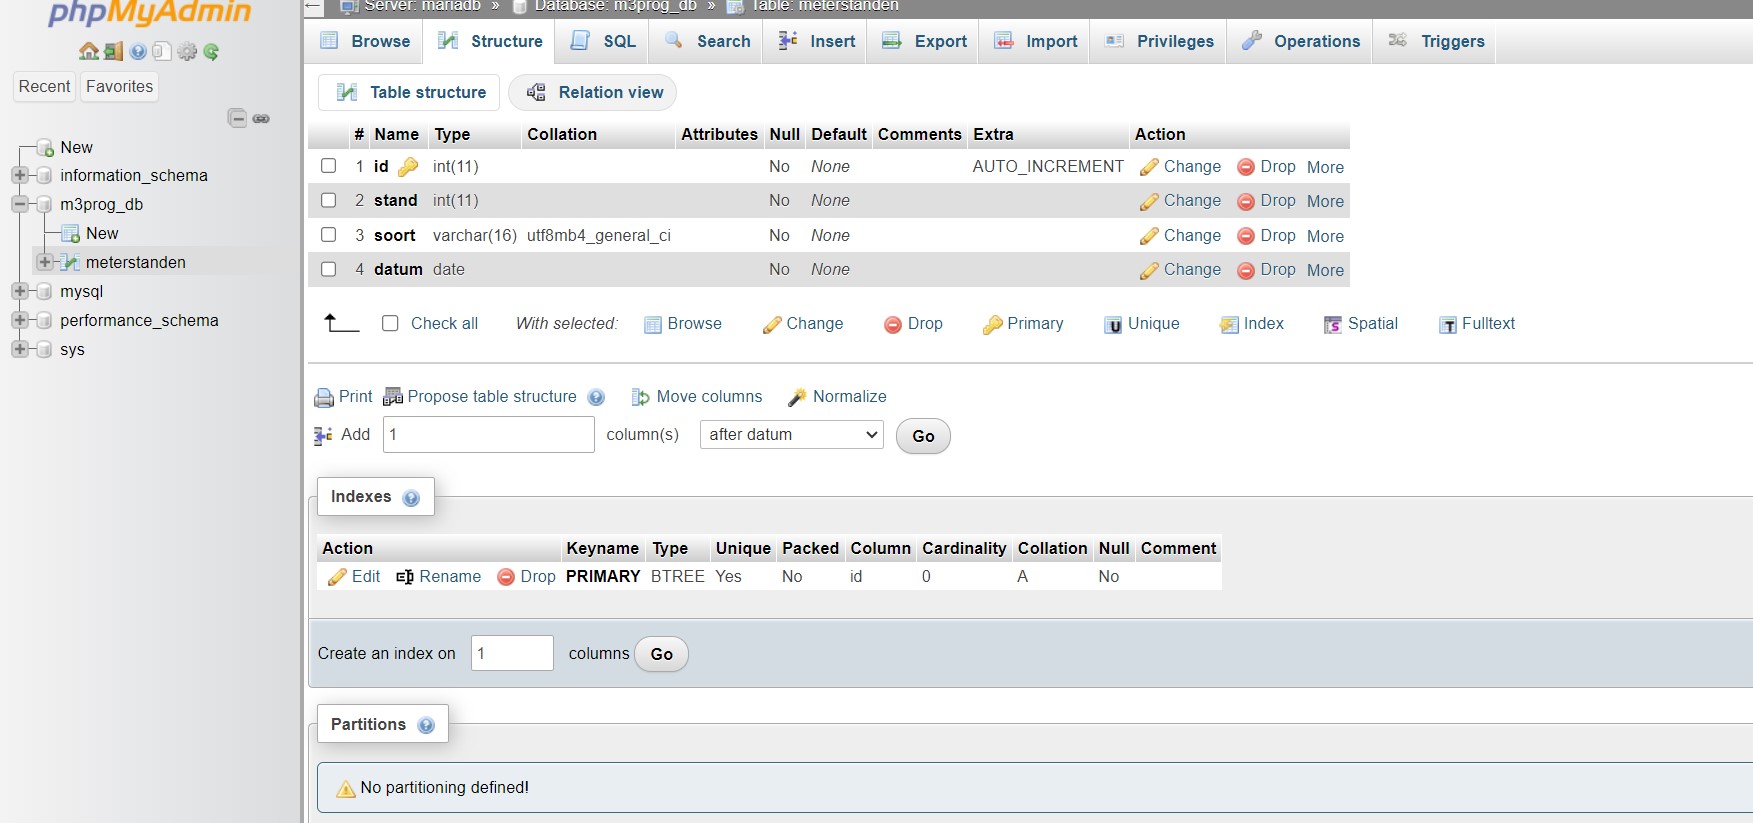 phpMyAdmin
Recent Favorites
New
information_schema
m3prog_db
New
meterstanden
mysql
performance_schema
sys
Server: mariadb » Database: m3prog_db » Table: meterstanden
Browse Structure SQL Search Insert Export Import Privileges Operations Triggers
Table structure Relation view
# Name Type Collation Attributes Null Default Comments Extra Action
1 id int(11) No None AUTO_INCREMENT Change Drop More
2 stand int(11) No None Change Drop More
3 soort varchar(16) utf8mb4_general_ci No None Change Drop More
4 datum date No None Change Drop More
Check all With selected: Browse Change Drop Primary Unique Index Spatial Fulltext
Print Propose table structure Move columns Normalize
Add 1 column(s) after datum Go
Indexes
Action Keyname Type Unique Packed Column Cardinality Collation Null Comment
Edit Rename Drop PRIMARY BTREE Yes No id 0 A No
Create an index on 1 columns Go
Partitions
No partitioning defined!